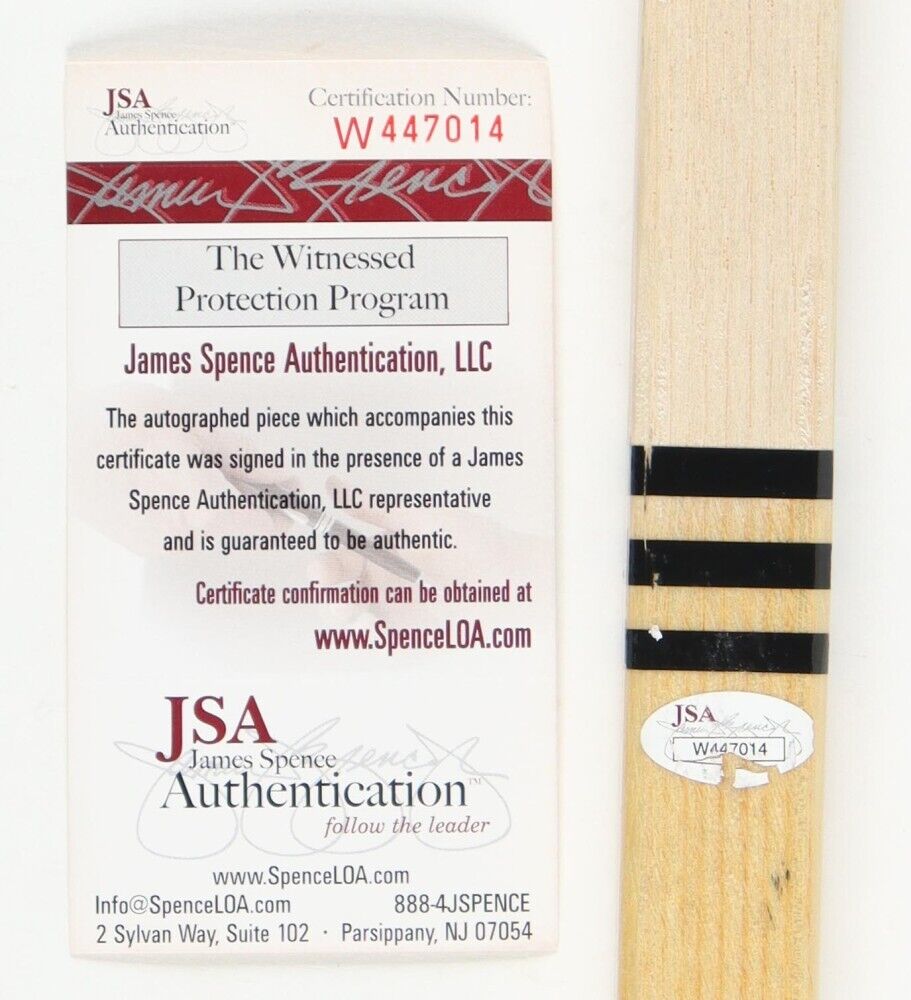 JSA
James Spence
Authentication
Certification Number:
W447014
James Spence
The Witnessed
Protection Program
James Spence Authentication, LLC
The autographed piece which accompanies this
certificate was signed in the presence of a James
Spence Authentication, LLC representative
and is guaranteed to be authentic.
Certificate confirmation can be obtained at
www.SpenceLOA.com
JSA
James Spence
Authentication™
follow the leader
www.SpenceLOA.com
Info@SpenceLOA.com 888-4JSPENCE
2 Sylvan Way, Suite 102 · Parsippany, NJ 07054
JSA
W447014